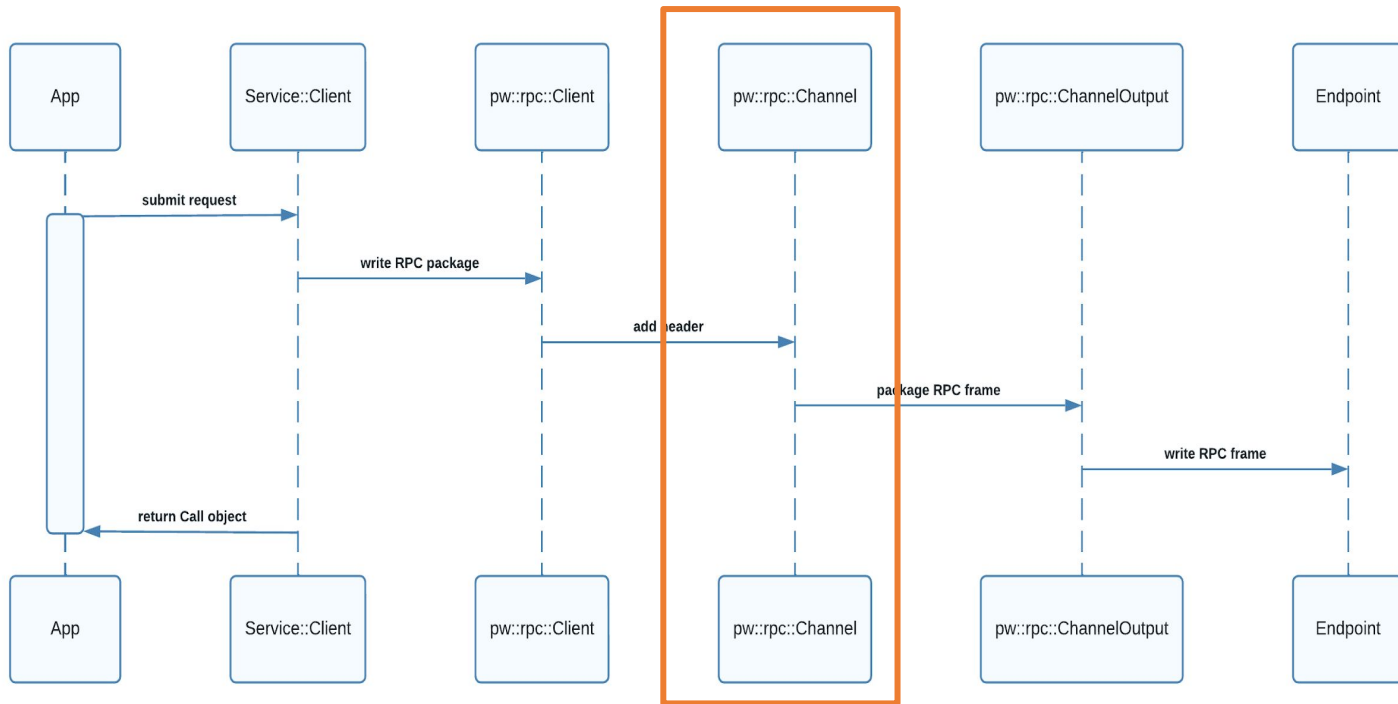 App
Service::Client
pw::rpc::Client
pw::rpc::Channel
pw::rpc::ChannelOutput
Endpoint
submit request
write RPC package
add header
package RPC frame
write RPC frame
return Call object
App
Service::Client
pw::rpc::Client
pw::rpc::Channel
pw::rpc::ChannelOutput
Endpoint